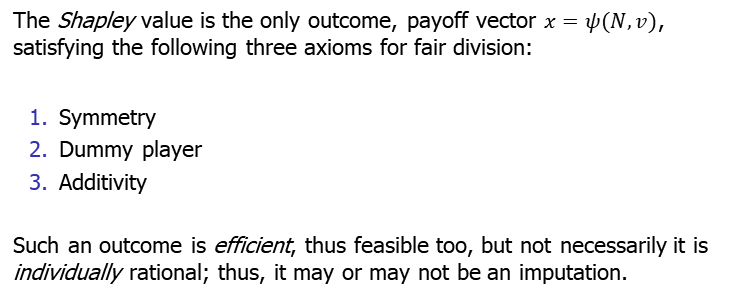 The Shapley value is the only outcome, payoff vector 𝑥 = ψ(𝑁, 𝑣),
satisfying the following three axioms for fair division:
1. Symmetry
2. Dummy player
3. Additivity
Such an outcome is efficient, thus feasible too, but not necessarily it is
individually rational; thus, it may or may not be an imputation.